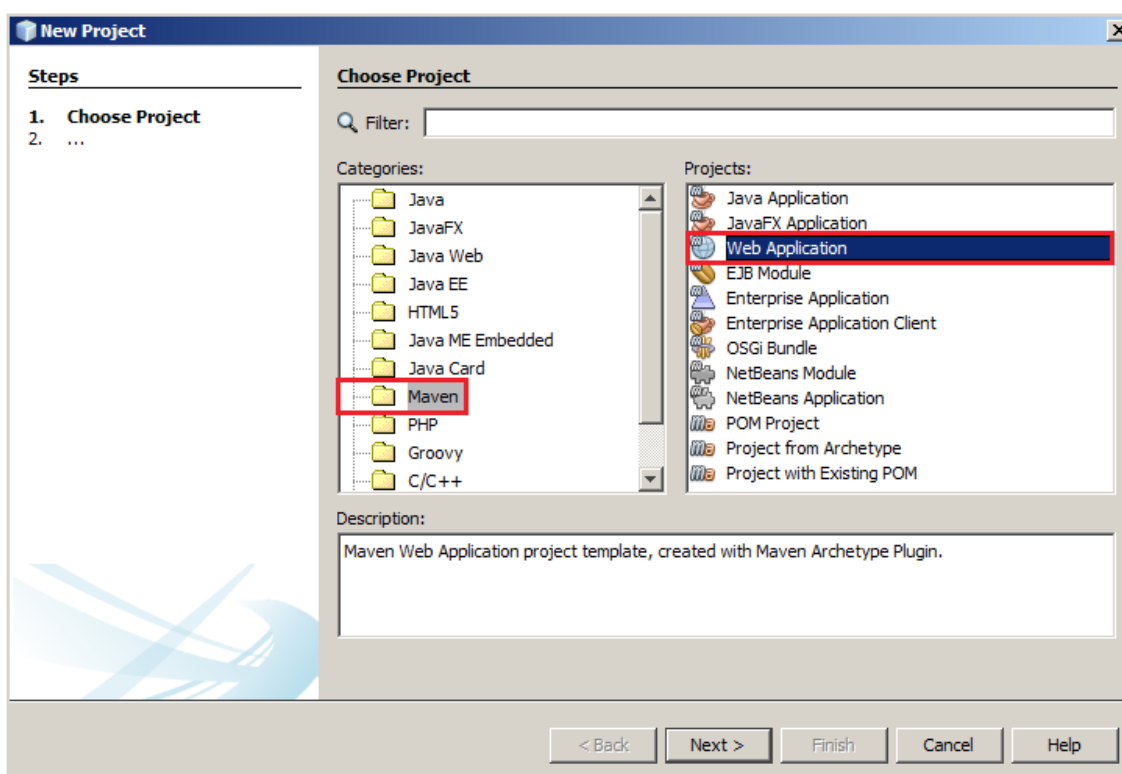 New Project
Steps
1. Choose Project
2. ...
Choose Project
Filter:
Categories:
Java
JavaFX
Java Web
Java EE
HTML5
Java ME Embedded
Java Card
Maven
PHP
Groovy
C/C++
Projects:
Java Application
JavaFX Application
Web Application
EJB Module
Enterprise Application
Enterprise Application Client
OSGi Bundle
NetBeans Module
NetBeans Application
POM Project
Project from Archetype
Project with Existing POM
Description:
Maven Web Application project template, created with Maven Archetype Plugin.
< Back Next > Finish Cancel Help